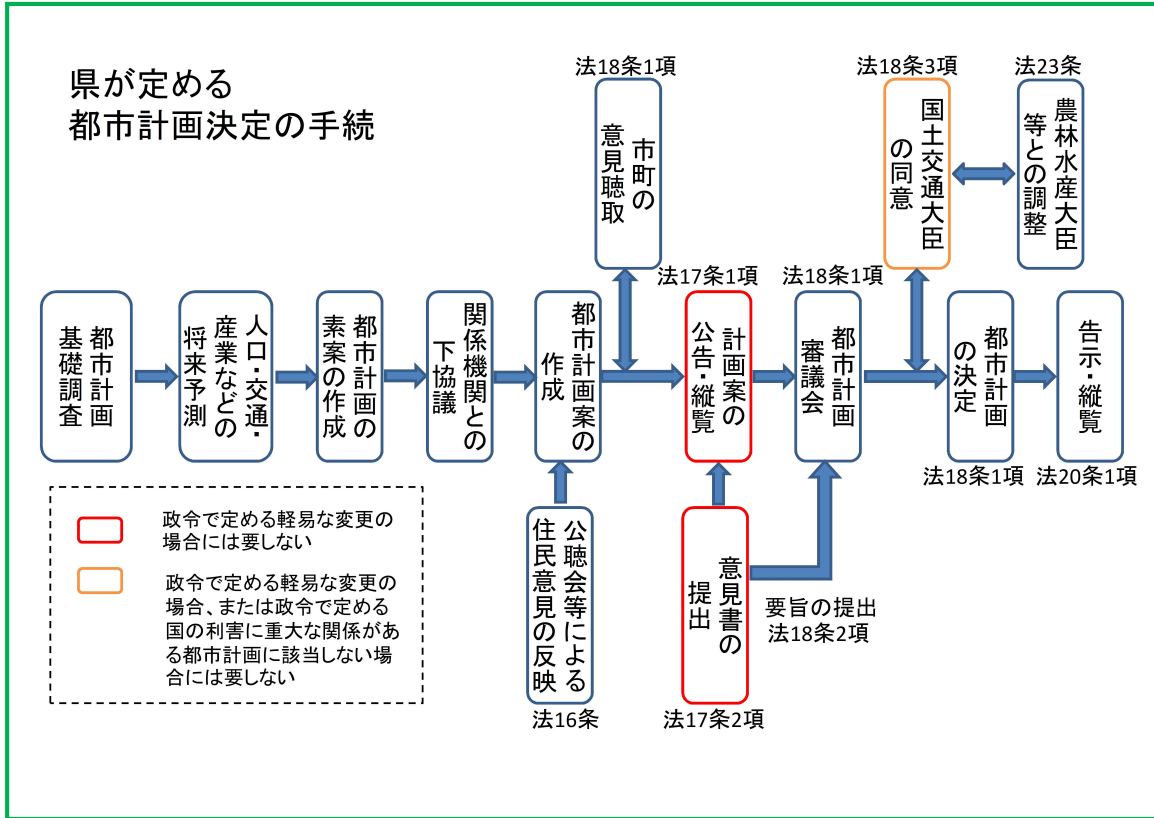 県が定める
都市計画決定の手続
法18条1項
市町の
意見聴取
法18条3項
国土交通大臣
の同意
法23条
農林水産大臣
等との調整
都市計画
基礎調査
人口・交通・
産業などの
将来予測
都市計画の
素案の作成
関係機関との
下協議
都市計画案の
作成
法17条1項
計画案の
公告・縦覧
法18条1項
都市計画
審議会
都市計画
の決定
法18条1項
告示・縦覧
法20条1項
公聴会等による
住民意見の反映
法16条
意見書の
提出
法17条2項
要旨の提出
法18条2項
政令で定める軽易な変更の
場合には要しない
政令で定める軽易な変更の
場合、または政令で定める
国の利害に重大な関係があ
る都市計画に該当しない場
合には要しない